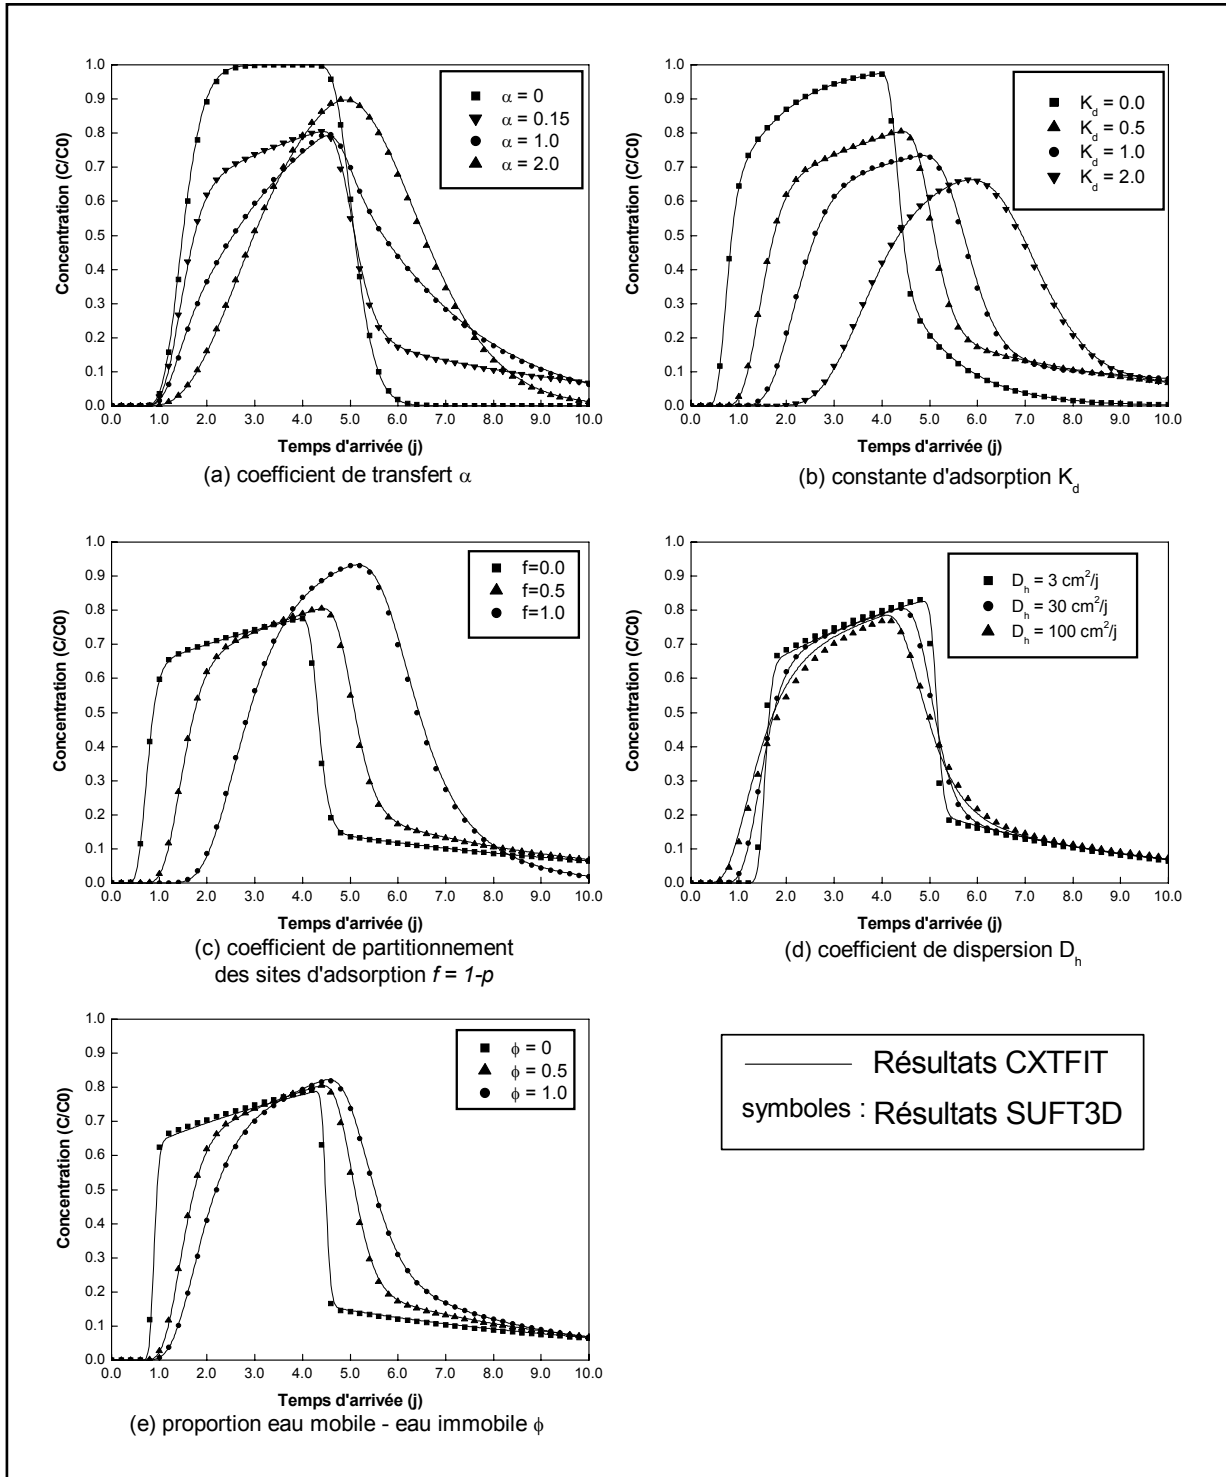 1.0
0.9
0.8
0.7
0.6
0.5
0.4
0.3
0.2
0.1
0.0
Concentration (C/C0)
0.0 1.0 2.0 3.0 4.0 5.0 6.0 7.0 8.0 9.0 10.0
Temps d'arrivée (j)
α = 0
α = 0.15
α = 1.0
α = 2.0
(a) coefficient de transfert α
1.0
0.9
0.8
0.7
0.6
0.5
0.4
0.3
0.2
0.1
0.0
Concentration (C/C0)
0.0 1.0 2.0 3.0 4.0 5.0 6.0 7.0 8.0 9.0 10.0
Temps d'arrivée (j)
K_d = 0.0
K_d = 0.5
K_d = 1.0
K_d = 2.0
(b) constante d'adsorption K_d
1.0
0.9
0.8
0.7
0.6
0.5
0.4
0.3
0.2
0.1
0.0
Concentration (C/C0)
0.0 1.0 2.0 3.0 4.0 5.0 6.0 7.0 8.0 9.0 10.0
Temps d'arrivée (j)
f=0.0
f=0.5
f=1.0
(c) coefficient de partitionnement
des sites d'adsorption f = 1-p
1.0
0.9
0.8
0.7
0.6
0.5
0.4
0.3
0.2
0.1
0.0
Concentration (C/C0)
0.0 1.0 2.0 3.0 4.0 5.0 6.0 7.0 8.0 9.0 10.0
Temps d'arrivée (j)
D_h = 3 cm²/j
D_h = 30 cm²/j
D_h = 100 cm²/j
(d) coefficient de dispersion D_h
1.0
0.9
0.8
0.7
0.6
0.5
0.4
0.3
0.2
0.1
0.0
Concentration (C/C0)
0.0 1.0 2.0 3.0 4.0 5.0 6.0 7.0 8.0 9.0 10.0
Temps d'arrivée (j)
ϕ = 0
ϕ = 0.5
ϕ = 1.0
(e) proportion eau mobile - eau immobile ϕ
Résultats CXTFIT
symboles : Résultats SUFT3D